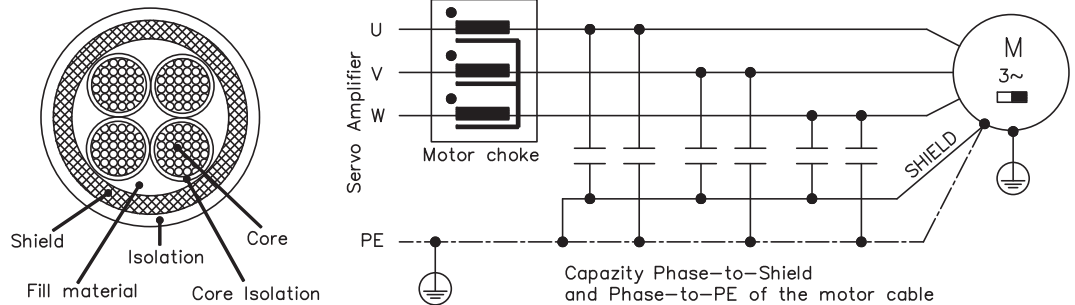 Shield
Fill material
Isolation
Core Isolation
Core
Servo Amplifier
U
V
W
PE
Motor choke
SHIELD
M
3~
Capazity Phase-to-Shield
and Phase-to-PE of the motor cable